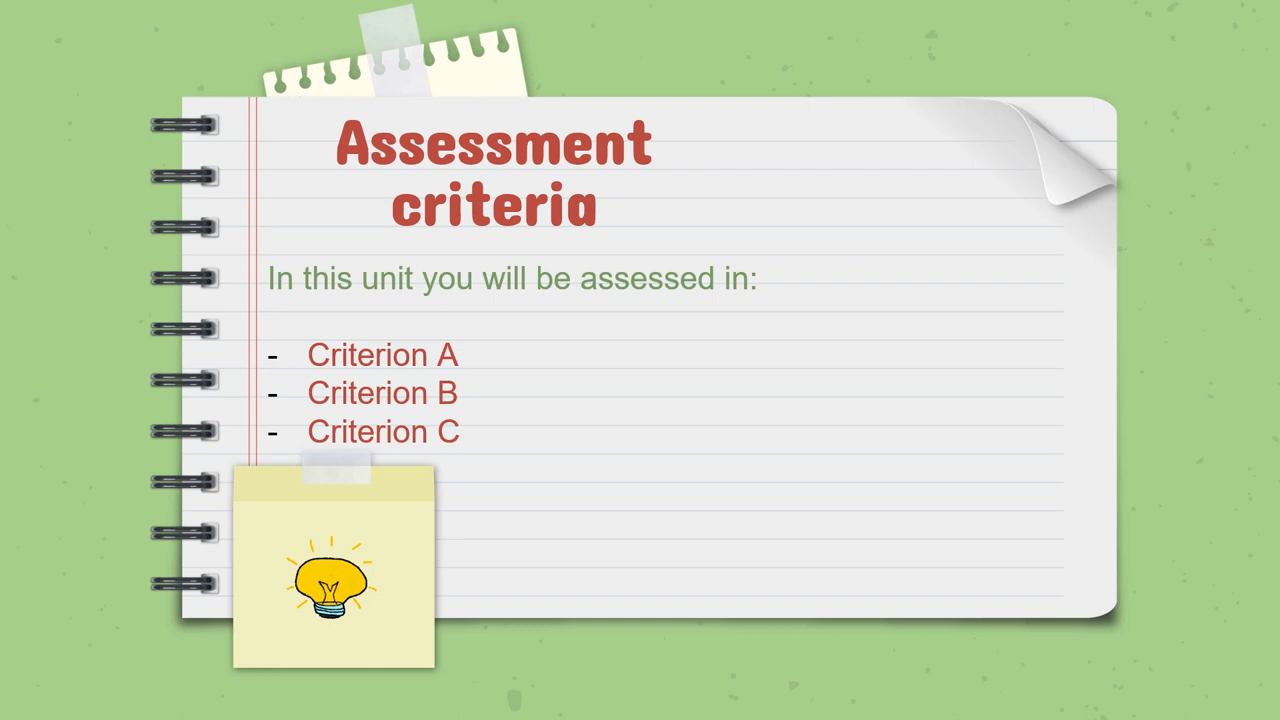 Assessment
criteria
In this unit you will be assessed in:
- Criterion A
- Criterion B
- Criterion C